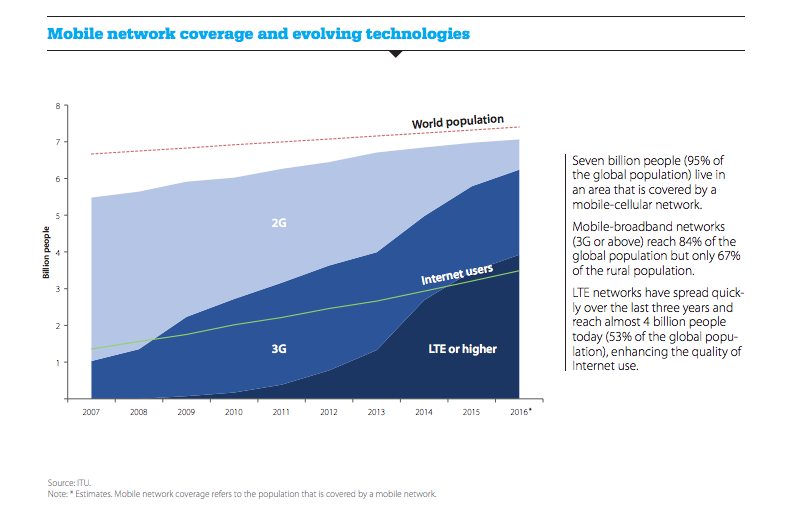 Mobile network coverage and evolving technologies
8
World population
7
6
5
2G
4
Billion people
Internet users
3
2
3G
LTE or higher
1
2007 2008 2009 2010 2011 2012 2013 2014 2015 2016*
Seven billion people (95% of
the global population) live in
an area that is covered by a
mobile-cellular network.
Mobile-broadband networks
(3G or above) reach 84% of the
global population but only 67%
of the rural population.
LTE networks have spread quick-
ly over the last three years and
reach almost 4 billion people
today (53% of the global popu-
lation), enhancing the quality of
Internet use.
Source: ITU.
Note: * Estimates. Mobile network coverage refers to the population that is covered by a mobile network.